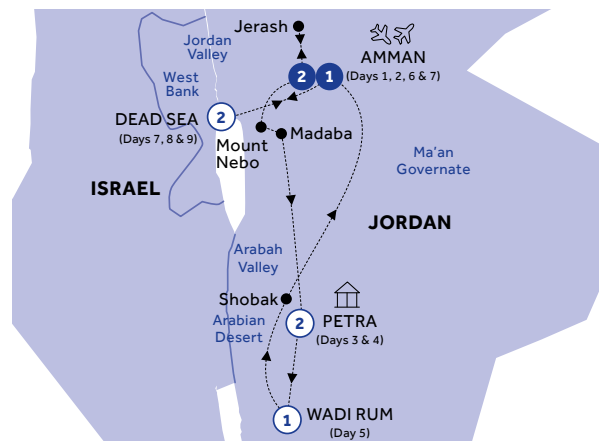 Jerash
Jordan
Valley
AMMAN
(Days 1, 2, 6 & 7)
2
1
West
Bank
2
DEAD SEA
(Days 7, 8 & 9)
Mount
Nebo
Madaba
Ma'an
Governate
ISRAEL
JORDAN
Arabah
Valley
Shobak
Arabian
Desert
2
PETRA
(Days 3 & 4)
1
WADI RUM
(Day 5)